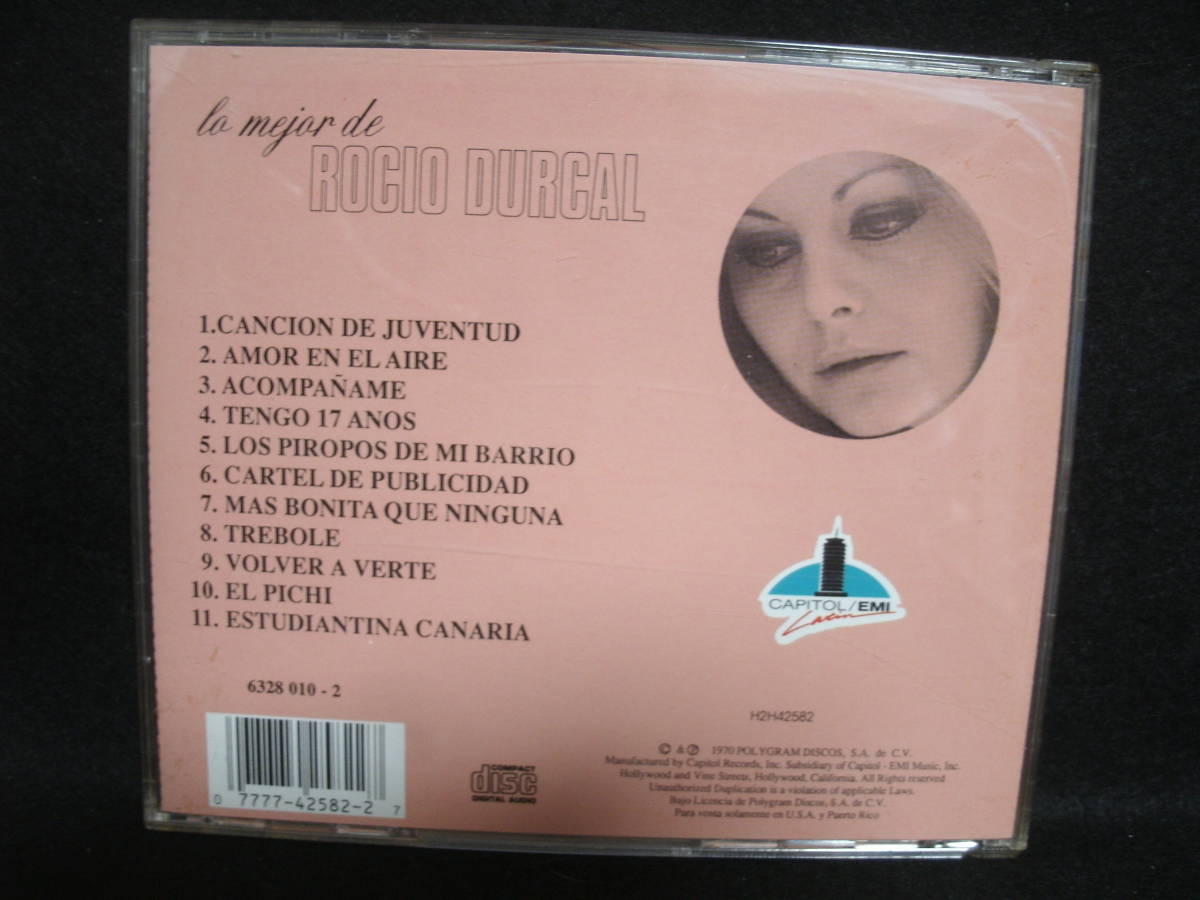 lo mejor de
ROCIO DURCAL
1.CANCION DE JUVENTUD
2. AMOR EN EL AIRE
3. ACOMPAÑAME
4. TENGO 17 ANOS
5. LOS PIROPOS DE MI BARRIO
6. CARTEL DE PUBLICIDAD
7. MAS BONITA QUE NINGUNA
8. TREBOLE
9. VOLVER A VERTE
10. EL PICHI
11. ESTUDIANTINA CANARIA
CAPITOL/EMI
Latin
6328 010 - 2
0 7777-42582-2 7
COMPACT
disc
DIGITAL AUDIO
H2H42582
© & ℗ 1970 POLYGRAM DISCOS, S.A. de C.V.
Manufactured by Capitol Records, Inc. Subsidiary of Capitol - EMI Music, Inc.
Hollywood and Vine Streets, Hollywood, California. All Rights reserved
Unauthorized Duplication is a violation of applicable Laws.
Bajo Licencia de Polygram Discos, S.A. de C.V.
Para venta solamente en U.S.A. y Puerto Rico